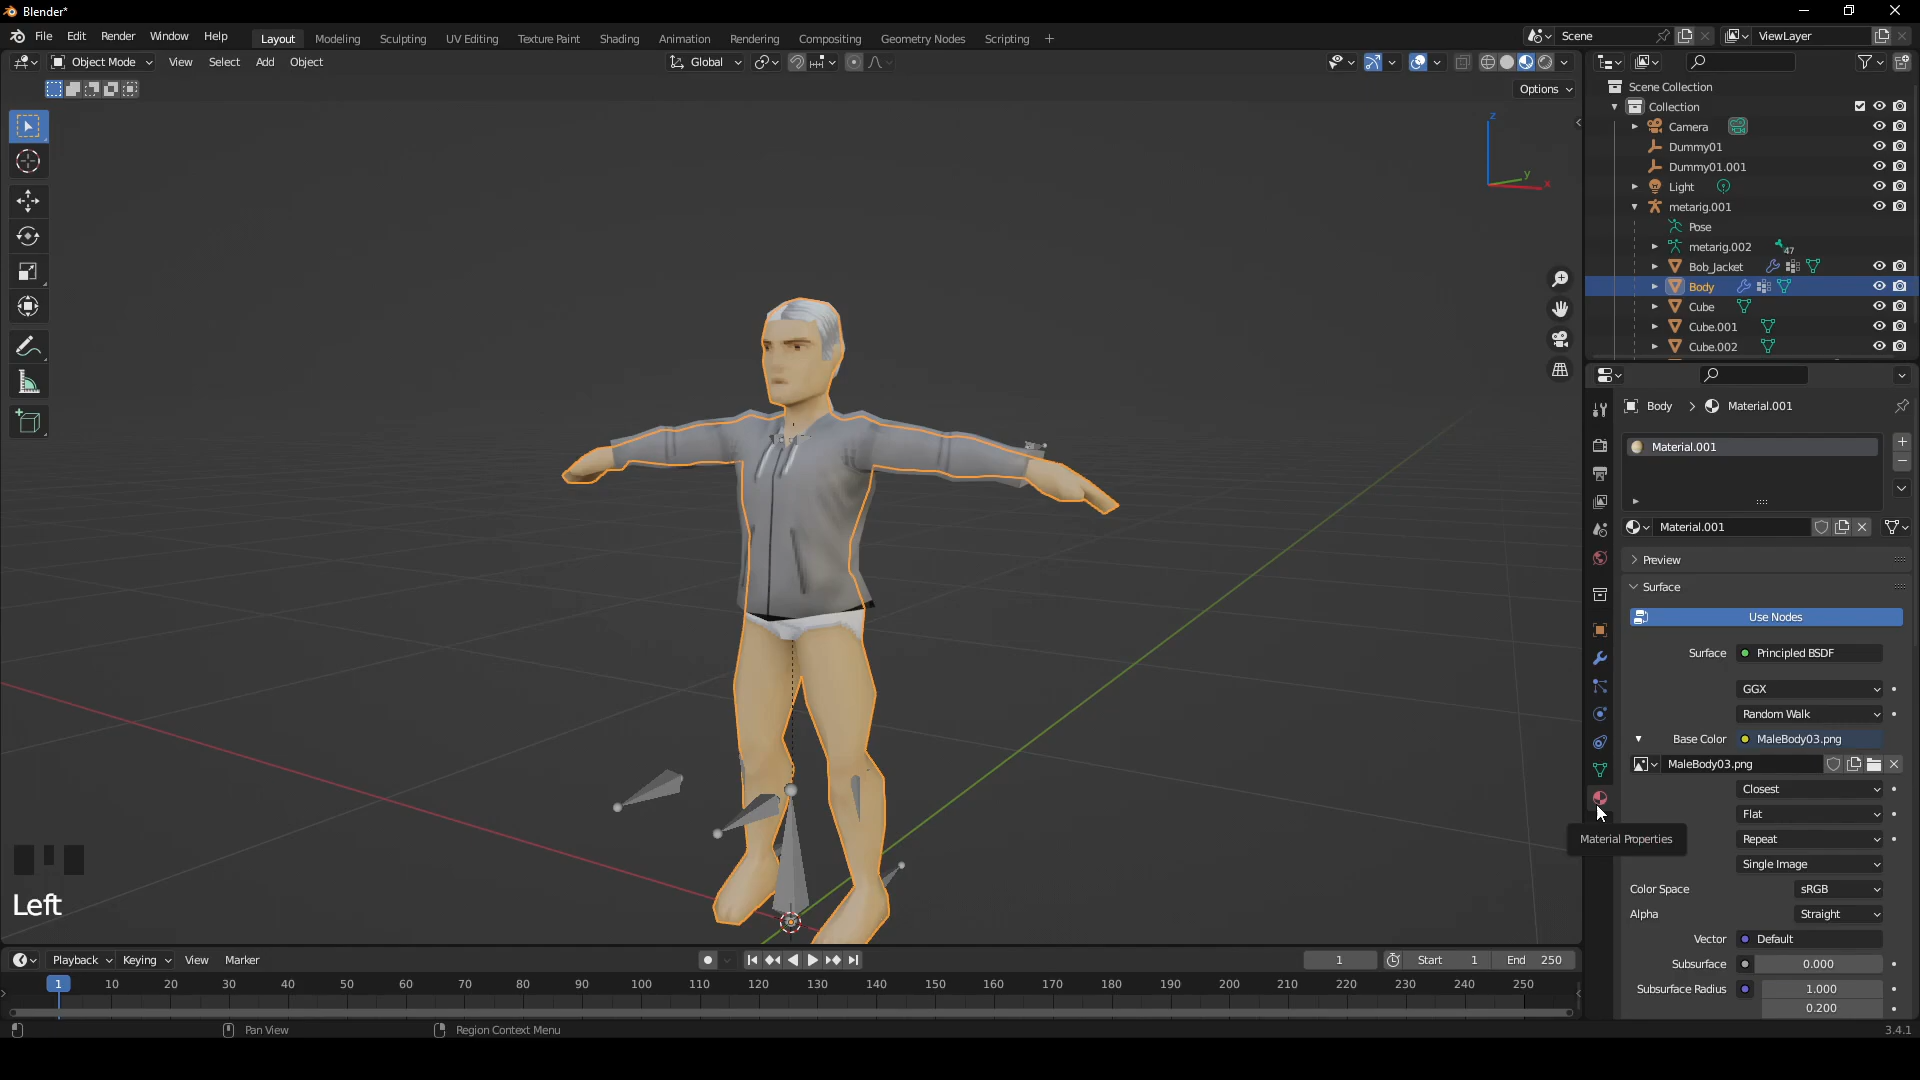 Blender*
File Edit Render Window Help Layout Modeling Sculpting UV Editing Texture Paint Shading Animation Rendering Compositing Geometry Nodes Scripting + Scene ViewLayer
Object Mode View Select Add Object Global
Options
Scene Collection
Collection
Camera
Dummy01
Dummy01.001
Light
metarig.001
Pose
metarig.002 47
Bob_Jacket
Body
Cube
Cube.001
Cube.002
z
y
x
Body > Material.001
Material.001
Material.001
Preview
Surface
Use Nodes
Surface Principled BSDF
GGX
Random Walk
Base Color MaleBody03.png
MaleBody03.png
Closest
Flat
Repeat
Single Image
Color Space sRGB
Alpha Straight
Vector Default
Subsurface 0.000
Subsurface Radius 1.000
0.200
Material Properties
Left
Playback Keying View Marker 1 Start 1 End 250
1 10 20 30 40 50 60 70 80 90 100 110 120 130 140 150 160 170 180 190 200 210 220 230 240 250
Pan View Region Context Menu 3.4.1